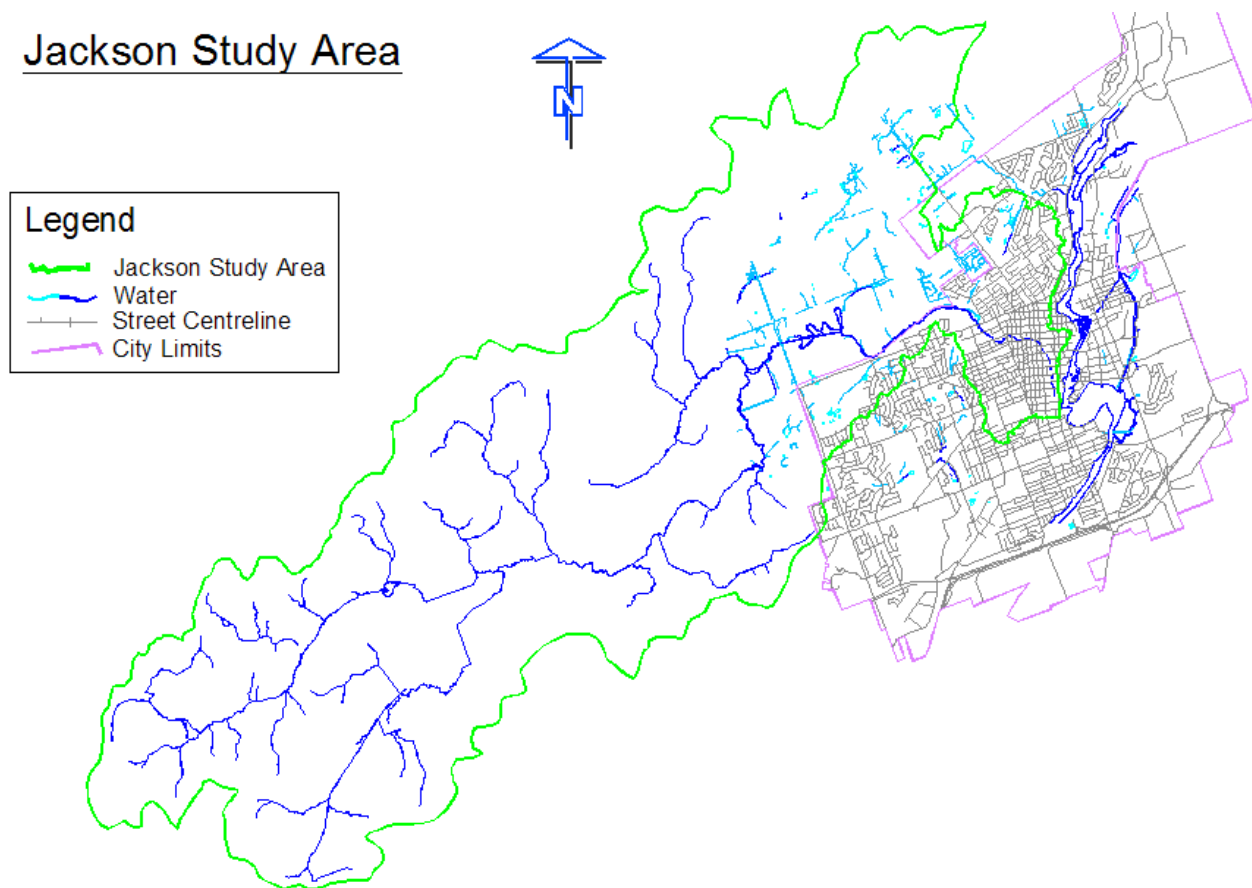 Jackson Study Area
N
Legend
Jackson Study Area
Water
Street Centreline
City Limits